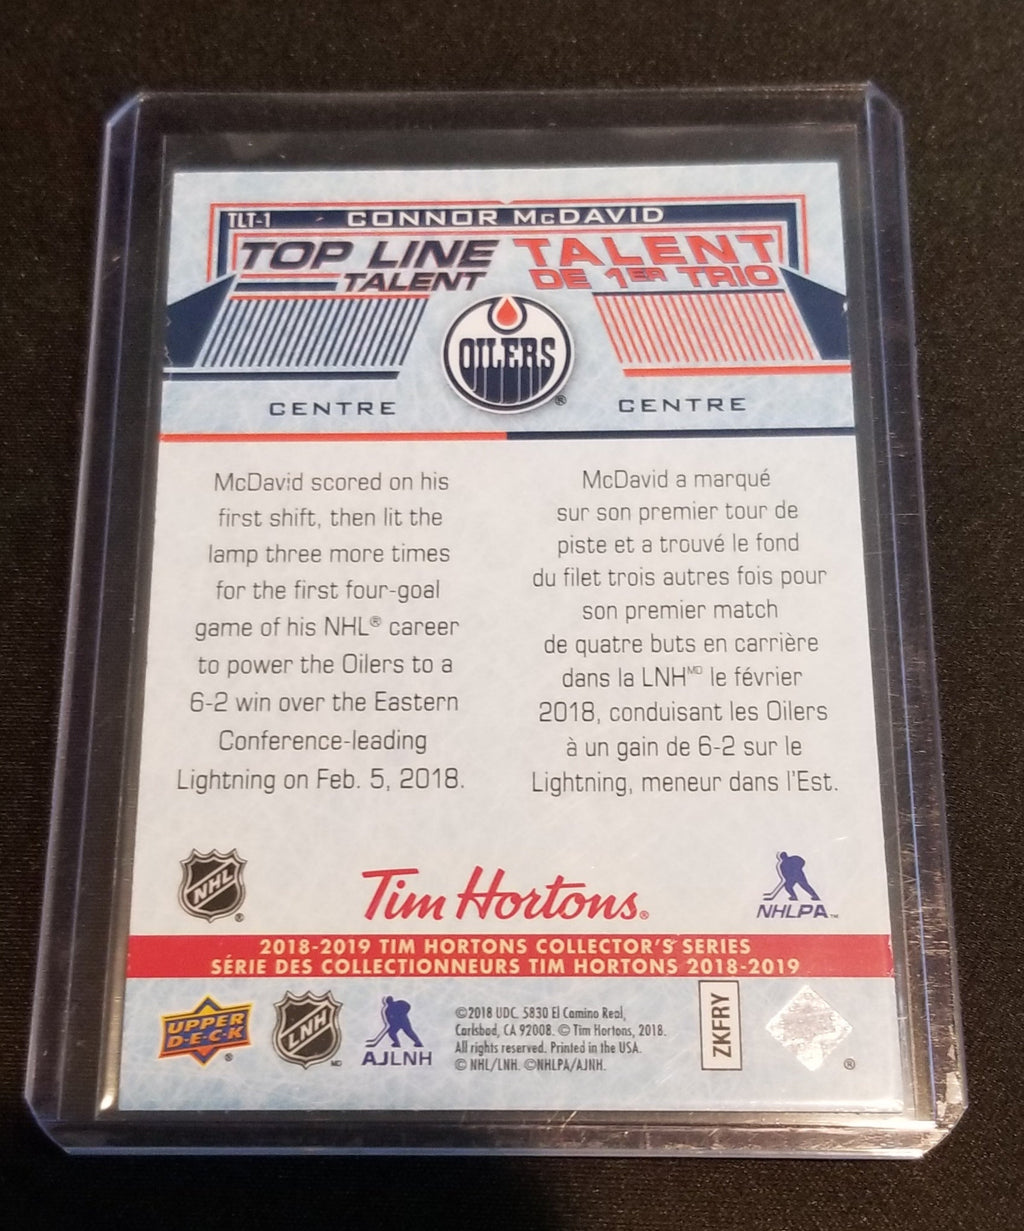 TLT-1
CONNOR McDAVID
TOP LINE
TALENT
TALENT
DE 1ER TRIO
OILERS®
CENTRE
CENTRE
McDavid scored on his
first shift, then lit the
lamp three more times
for the first four-goal
game of his NHL® career
to power the Oilers to a
6-2 win over the Eastern
Conference-leading
Lightning on Feb. 5, 2018.
McDavid a marqué
sur son premier tour de
piste et a trouvé le fond
du filet trois autres fois pour
son premier match
de quatre buts en carrière
dans la LNHMD le février
2018, conduisant les Oilers
à un gain de 6-2 sur le
Lightning, meneur dans l'Est.
NHL®
Tim Hortons®
NHLPA™
2018-2019 TIM HORTONS COLLECTOR'S SERIES
SÉRIE DES COLLECTIONNEURS TIM HORTONS 2018-2019
UPPER
D·E·C·K®
LNH MD
AJLNH
©2018 UDC. 5830 El Camino Real,
Carlsbad, CA 92008. © Tim Hortons, 2018.
All rights reserved. Printed in the USA.
© NHL/LNH. ©NHLPA/AJNH.
ZKFRY
®